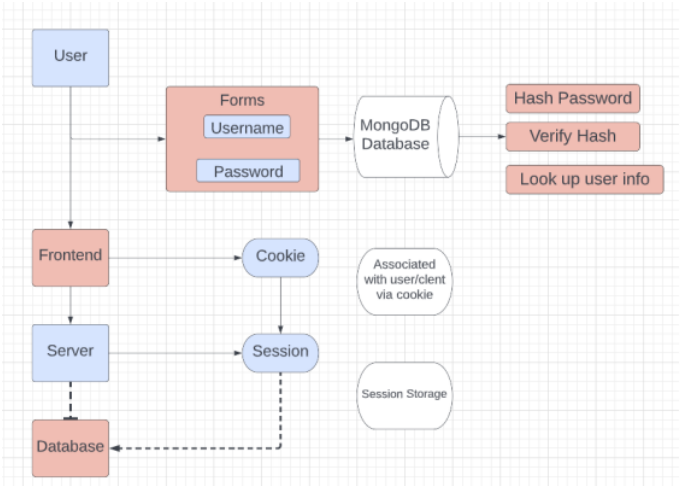 User
Forms
Username
Password
MongoDB
Database
Hash Password
Verify Hash
Look up user info
Frontend
Cookie
Associated
with user/clent
via cookie
Server
Session
Session Storage
Database